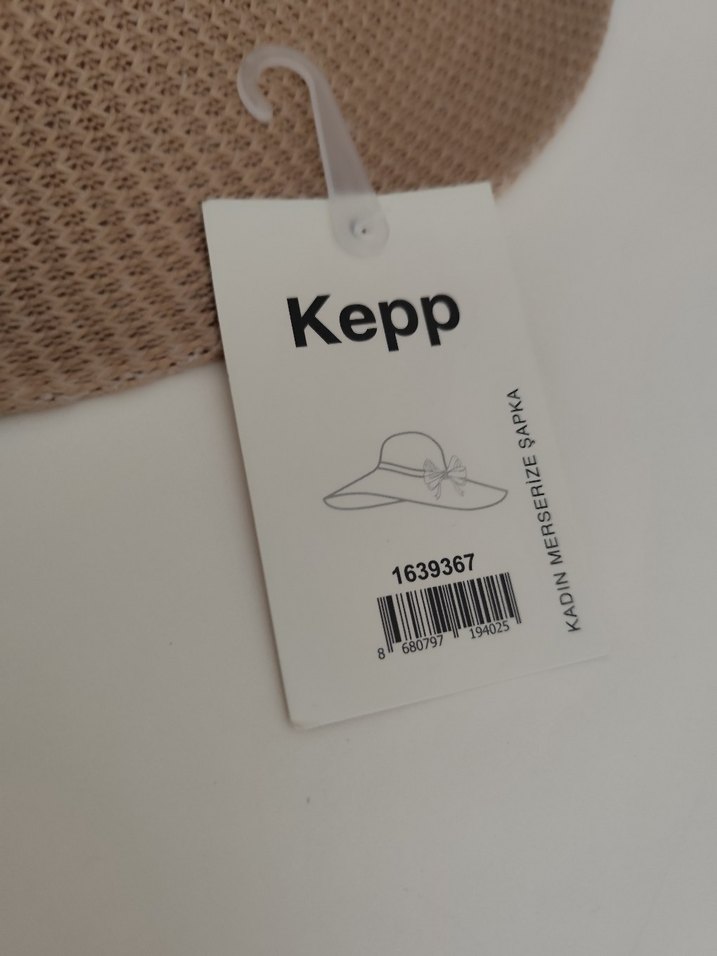 Kepp
1639367
8 680797 194025
KADIN MERSERİZE ŞAPKA